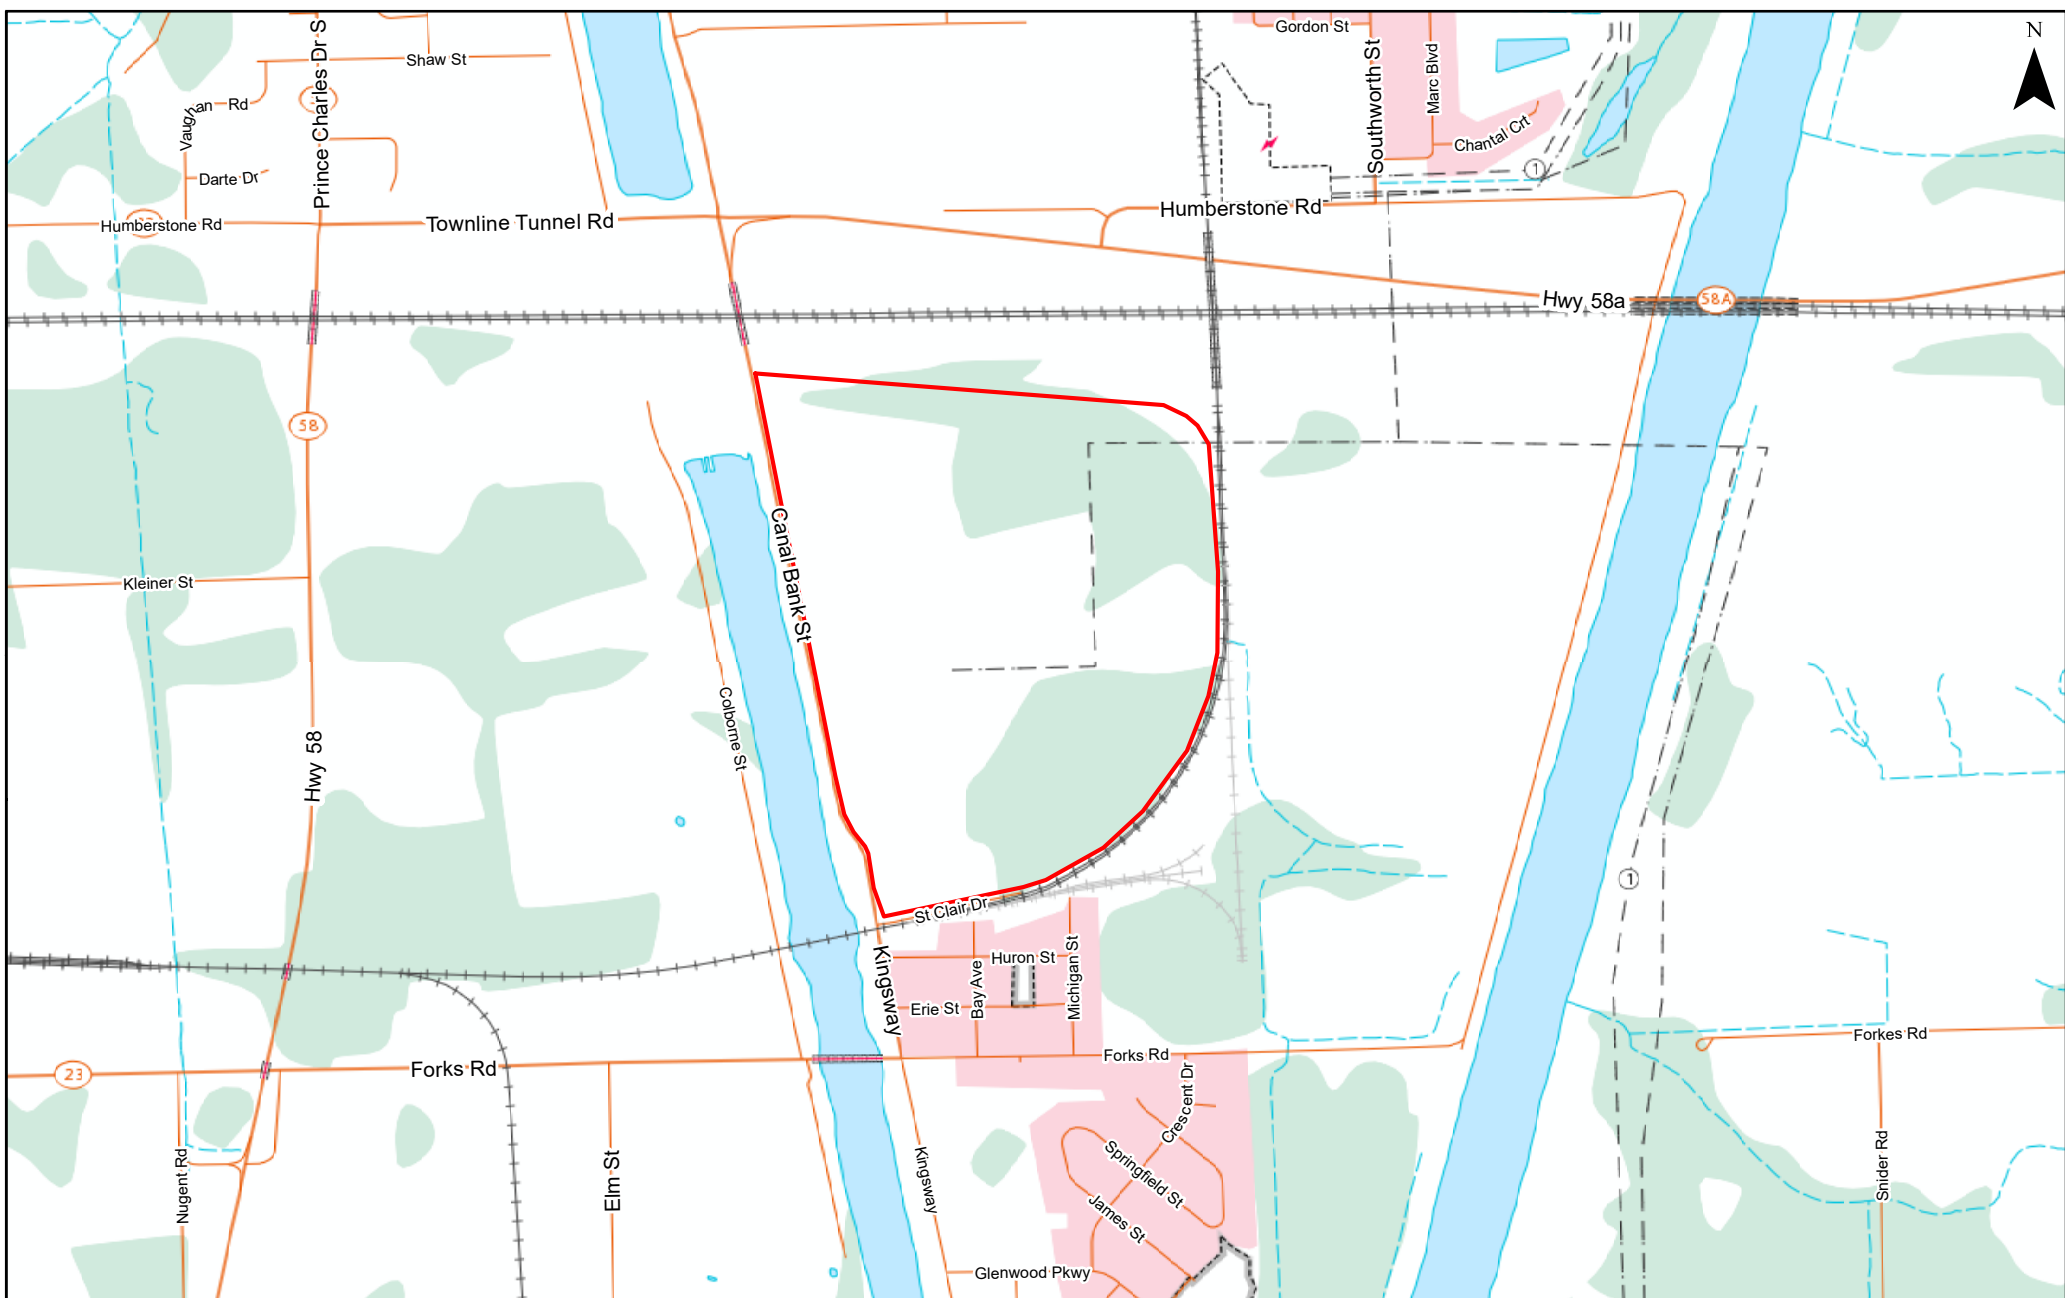 Gordon St
N
Prince Charles Dr S
Shaw St
Southworth St
Marc Blvd
Vaughan Rd
Chantal Crt
1
Darte Dr
Humberstone Rd
Townline Tunnel Rd
Humberstone Rd
Hwy 58a
58A
58
Canal Bank St
Kleiner St
Colborne St
Hwy 58
1
St Clair Dr
Kingsway
Huron St
Bay Ave
Michigan St
Erie St
Forkes Rd
Forks Rd
23
Forks Rd
Crescent Dr
Nugent Rd
Elm St
Kingsway
Springfield St
James St
Snider Rd
Glenwood Pkwy